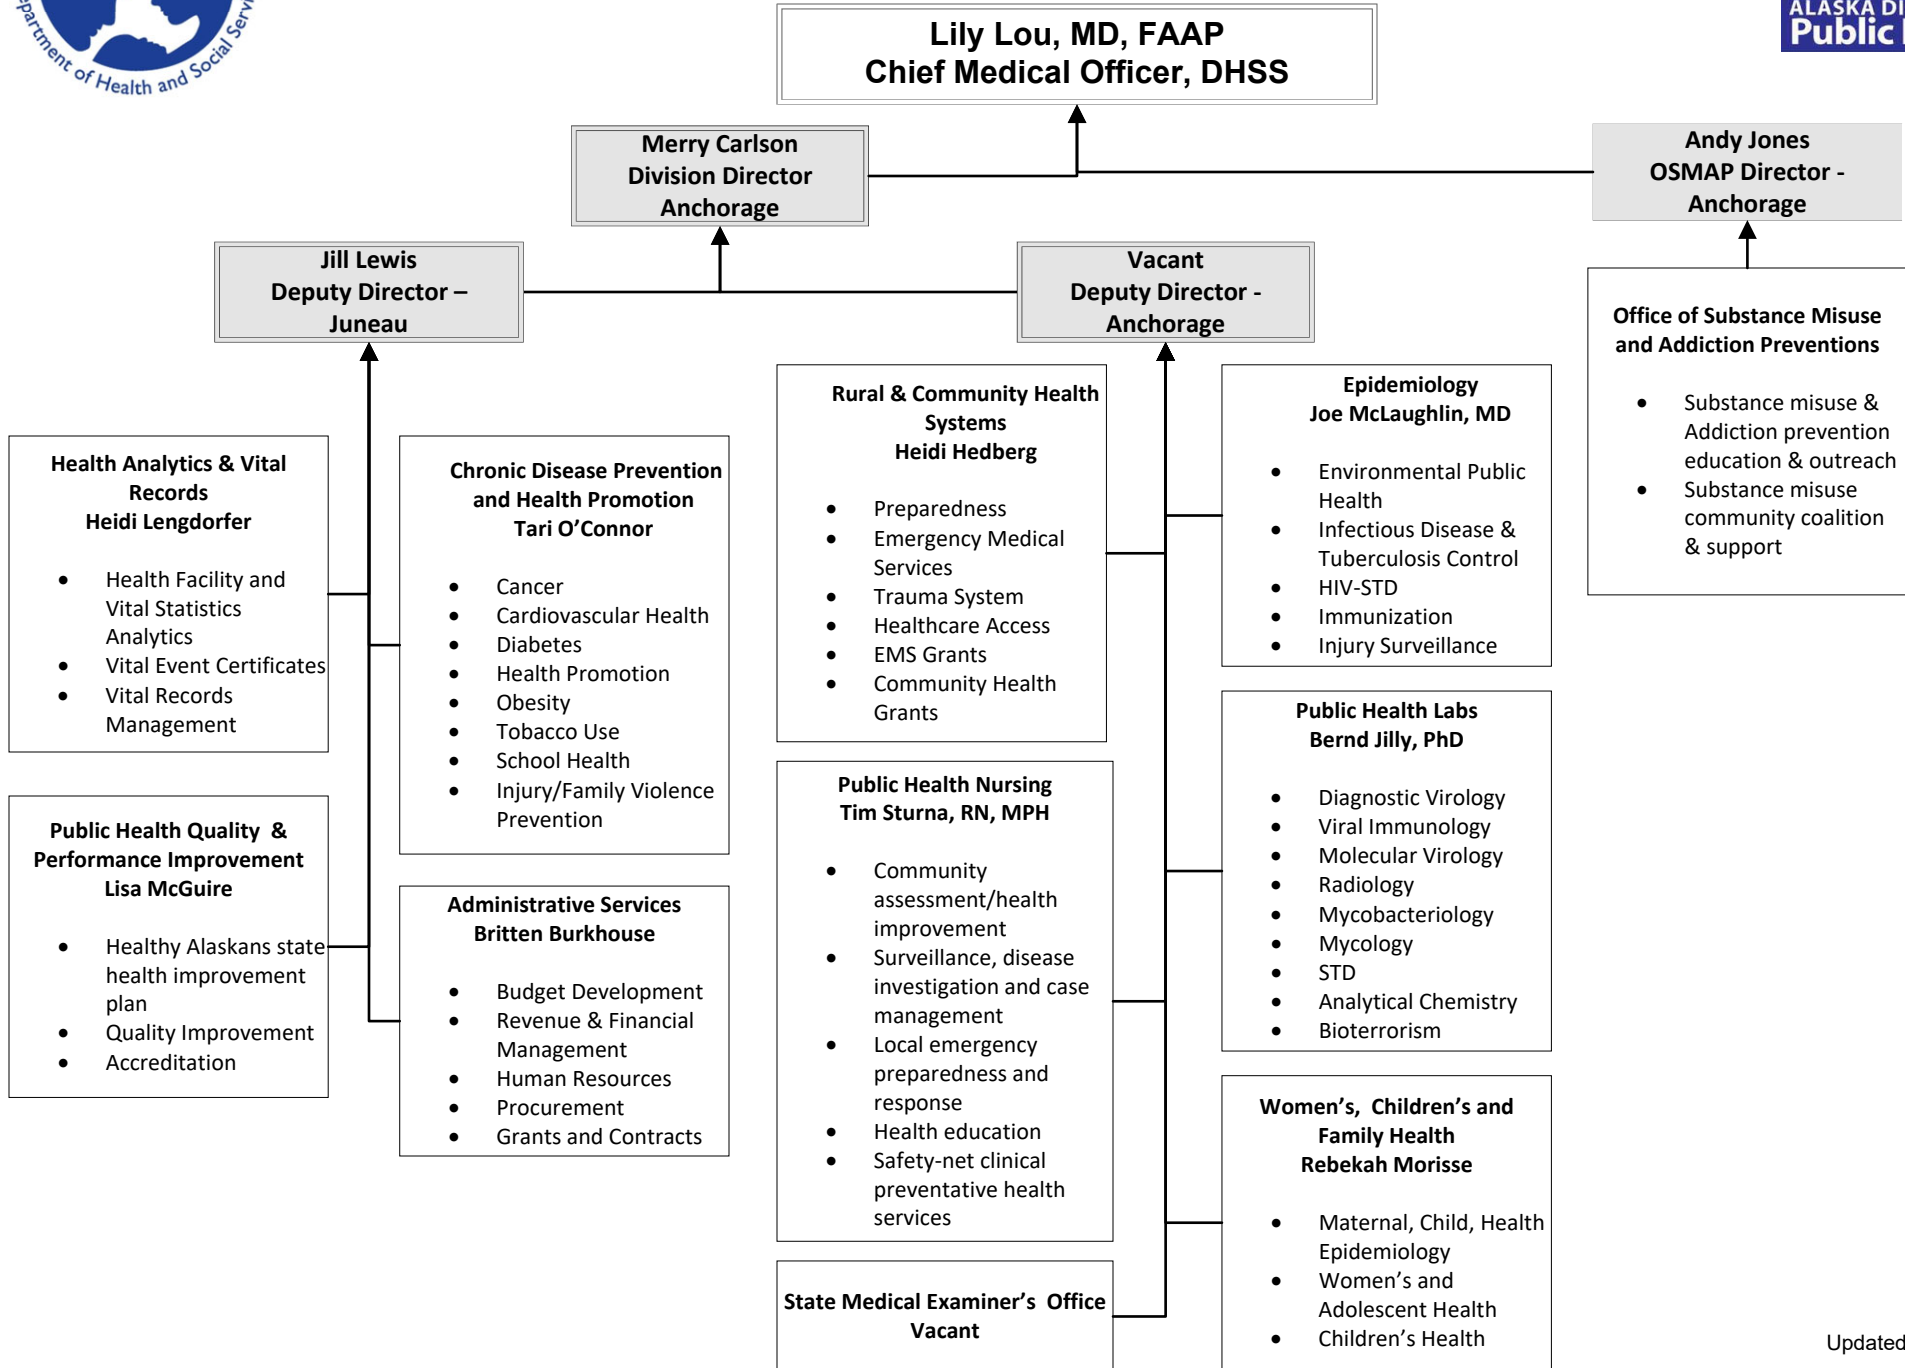 Department of Health and Social
ALASKA
Public
Lily Lou, MD, FAAP
Chief Medical Officer, DHSS
Merry Carlson
Division Director
Anchorage
Andy Jones
OSMAP Director -
Anchorage
Jill Lewis
Deputy Director –
Juneau
Vacant
Deputy Director -
Anchorage
Office of Substance Misuse
and Addiction Preventions
• Substance misuse &
Addiction prevention
education & outreach
• Substance misuse
community coalition
& support
Health Analytics & Vital
Records
Heidi Lengdorfer
• Health Facility and
Vital Statistics
Analytics
• Vital Event Certificates
• Vital Records
Management
Chronic Disease Prevention
and Health Promotion
Tari O’Connor
• Cancer
• Cardiovascular Health
• Diabetes
• Health Promotion
• Obesity
• Tobacco Use
• School Health
• Injury/Family Violence
Prevention
Public Health Quality &
Performance Improvement
Lisa McGuire
• Healthy Alaskans state
health improvement
plan
• Quality Improvement
• Accreditation
Administrative Services
Britten Burkhouse
• Budget Development
• Revenue & Financial
Management
• Human Resources
• Procurement
• Grants and Contracts
Rural & Community Health
Systems
Heidi Hedberg
• Preparedness
• Emergency Medical
Services
• Trauma System
• Healthcare Access
• EMS Grants
• Community Health
Grants
Epidemiology
Joe McLaughlin, MD
• Environmental Public
Health
• Infectious Disease &
Tuberculosis Control
• HIV-STD
• Immunization
• Injury Surveillance
Public Health Nursing
Tim Sturna, RN, MPH
• Community
assessment/health
improvement
• Surveillance, disease
investigation and case
management
• Local emergency
preparedness and
response
• Health education
• Safety-net clinical
preventative health
services
Public Health Labs
Bernd Jilly, PhD
• Diagnostic Virology
• Viral Immunology
• Molecular Virology
• Radiology
• Mycobacteriology
• Mycology
• STD
• Analytical Chemistry
• Bioterrorism
State Medical Examiner’s Office
Vacant
Women’s, Children’s and
Family Health
Rebekah Morisse
• Maternal, Child, Health
Epidemiology
• Women’s and
Adolescent Health
• Children’s Health
Updated